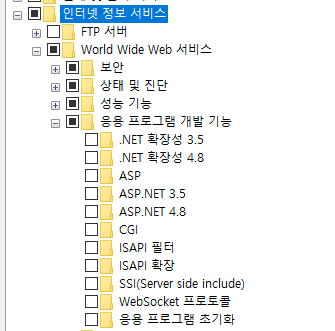 인터넷 정보 서비스
FTP 서버
World Wide Web 서비스
보안
상태 및 진단
성능 기능
응용 프로그램 개발 기능
.NET 확장성 3.5
.NET 확장성 4.8
ASP
ASP.NET 3.5
ASP.NET 4.8
CGI
ISAPI 필터
ISAPI 확장
SSI(Server side include)
WebSocket 프로토콜
응용 프로그램 초기화